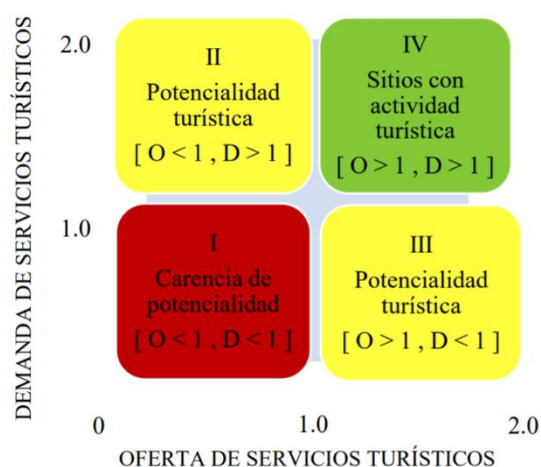 DEMANDA DE SERVICIOS TURÍSTICOS
2.0
II
Potencialidad
turística
[ O < 1 , D > 1 ]
IV
Sitios con
actividad
turística
[ O > 1 , D > 1 ]
1.0
I
Carencia de
potencialidad
[ O < 1 , D < 1 ]
III
Potencialidad
turística
[ O > 1 , D < 1 ]
0
1.0
2.0
OFERTA DE SERVICIOS TURÍSTICOS